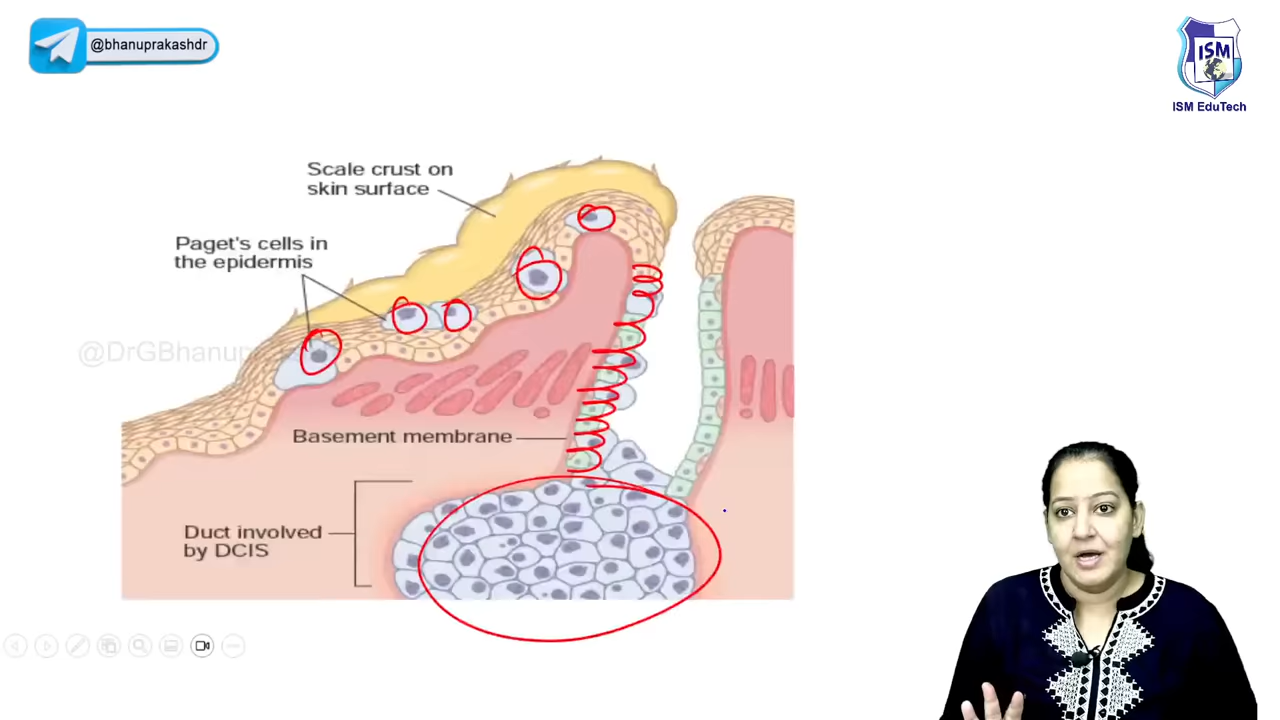 @bhanuprakashdr
ISM
ISM EduTech
Scale crust on
skin surface
Paget's cells in
the epidermis
@DrGBhanupra
Basement membrane
Duct involved
by DCIS